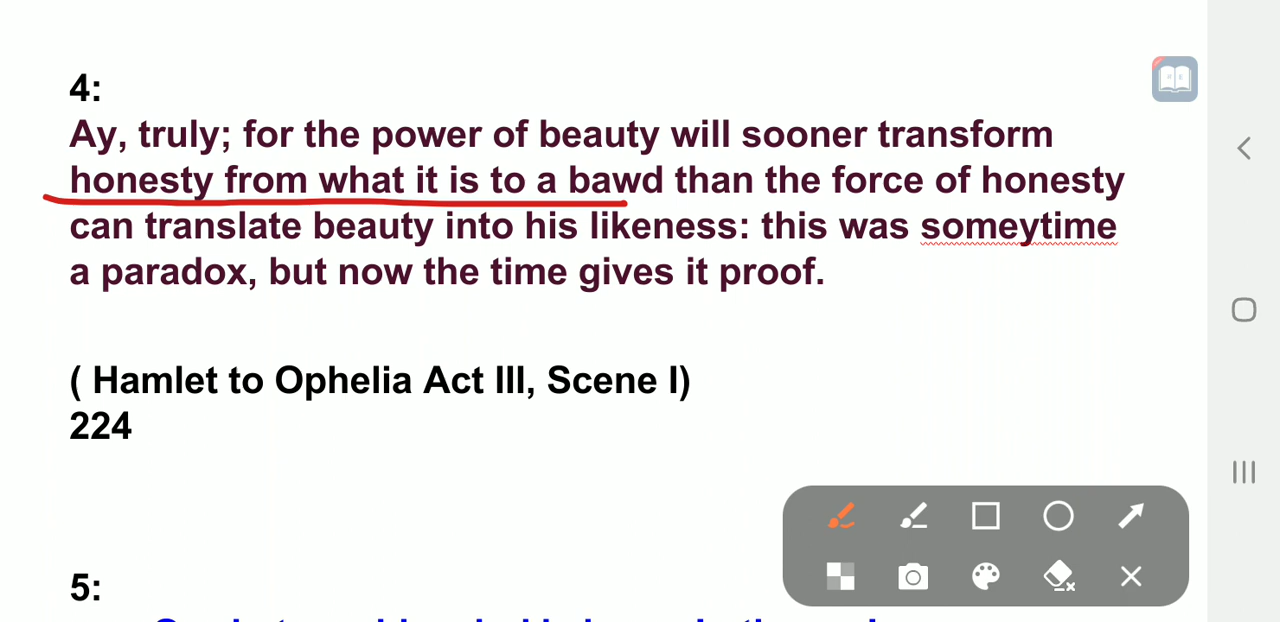 4:
Ay, truly; for the power of beauty will sooner transform
honesty from what it is to a bawd than the force of honesty
can translate beauty into his likeness: this was someytime
a paradox, but now the time gives it proof.
( Hamlet to Ophelia Act III, Scene I)
224
5: